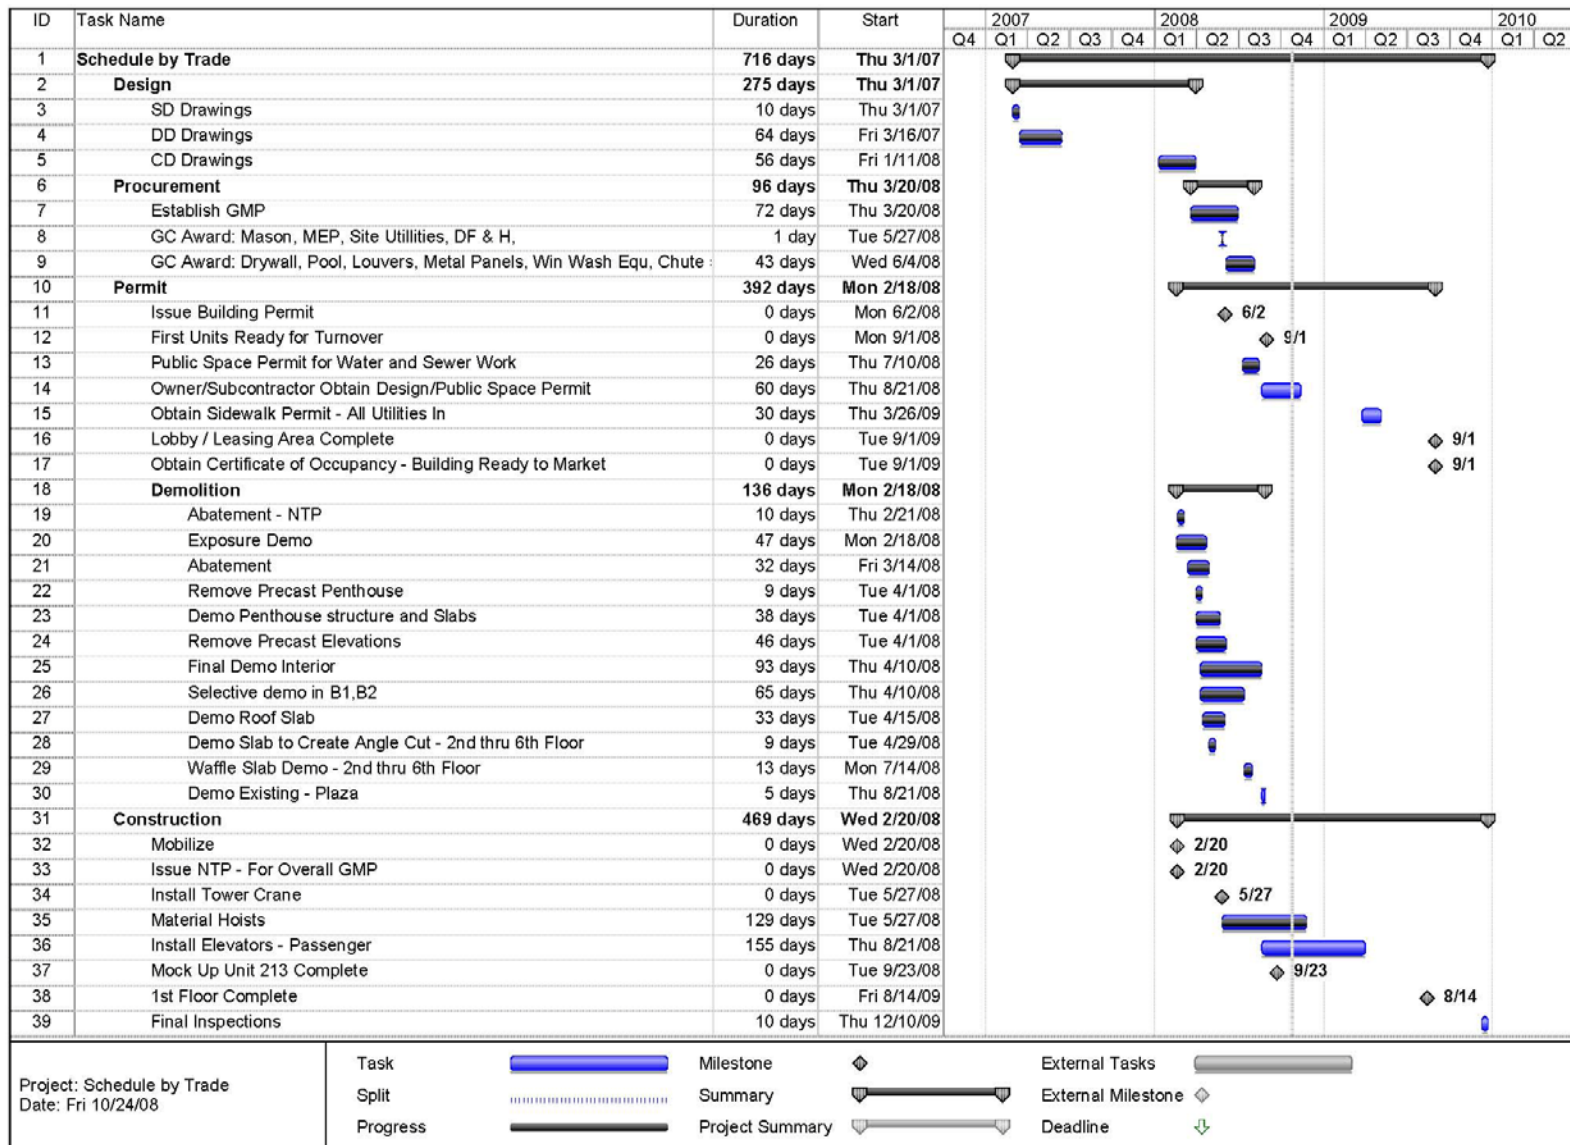 ID Task Name Duration Start 2007 2008 2009 2010
Q4 Q1 Q2 Q3 Q4 Q1 Q2 Q3 Q4 Q1 Q2 Q3 Q4 Q1 Q2
1 Schedule by Trade 716 days Thu 3/1/07
2 Design 275 days Thu 3/1/07
3 SD Drawings 10 days Thu 3/1/07
4 DD Drawings 64 days Fri 3/16/07
5 CD Drawings 56 days Fri 1/11/08
6 Procurement 96 days Thu 3/20/08
7 Establish GMP 72 days Thu 3/20/08
8 GC Award: Mason, MEP, Site Utillities, DF & H, 1 day Tue 5/27/08
9 GC Award: Drywall, Pool, Louvers, Metal Panels, Win Wash Equ, Chute 43 days Wed 6/4/08
10 Permit 392 days Mon 2/18/08
11 Issue Building Permit 0 days Mon 6/2/08 6/2
12 First Units Ready for Turnover 0 days Mon 9/1/08 9/1
13 Public Space Permit for Water and Sewer Work 26 days Thu 7/10/08
14 Owner/Subcontractor Obtain Design/Public Space Permit 60 days Thu 8/21/08
15 Obtain Sidewalk Permit - All Utilities In 30 days Thu 3/26/09
16 Lobby / Leasing Area Complete 0 days Tue 9/1/09 9/1
17 Obtain Certificate of Occupancy - Building Ready to Market 0 days Tue 9/1/09 9/1
18 Demolition 136 days Mon 2/18/08
19 Abatement - NTP 10 days Thu 2/21/08
20 Exposure Demo 47 days Mon 2/18/08
21 Abatement 32 days Fri 3/14/08
22 Remove Precast Penthouse 9 days Tue 4/1/08
23 Demo Penthouse structure and Slabs 38 days Tue 4/1/08
24 Remove Precast Elevations 46 days Tue 4/1/08
25 Final Demo Interior 93 days Thu 4/10/08
26 Selective demo in B1,B2 65 days Thu 4/10/08
27 Demo Roof Slab 33 days Tue 4/15/08
28 Demo Slab to Create Angle Cut - 2nd thru 6th Floor 9 days Tue 4/29/08
29 Waffle Slab Demo - 2nd thru 6th Floor 13 days Mon 7/14/08
30 Demo Existing - Plaza 5 days Thu 8/21/08
31 Construction 469 days Wed 2/20/08
32 Mobilize 0 days Wed 2/20/08 2/20
33 Issue NTP - For Overall GMP 0 days Wed 2/20/08 2/20
34 Install Tower Crane 0 days Tue 5/27/08 5/27
35 Material Hoists 129 days Tue 5/27/08
36 Install Elevators - Passenger 155 days Thu 8/21/08
37 Mock Up Unit 213 Complete 0 days Tue 9/23/08 9/23
38 1st Floor Complete 0 days Fri 8/14/09 8/14
39 Final Inspections 10 days Thu 12/10/09
Project: Schedule by Trade
Date: Fri 10/24/08
Task Milestone External Tasks
Split Summary External Milestone
Progress Project Summary Deadline